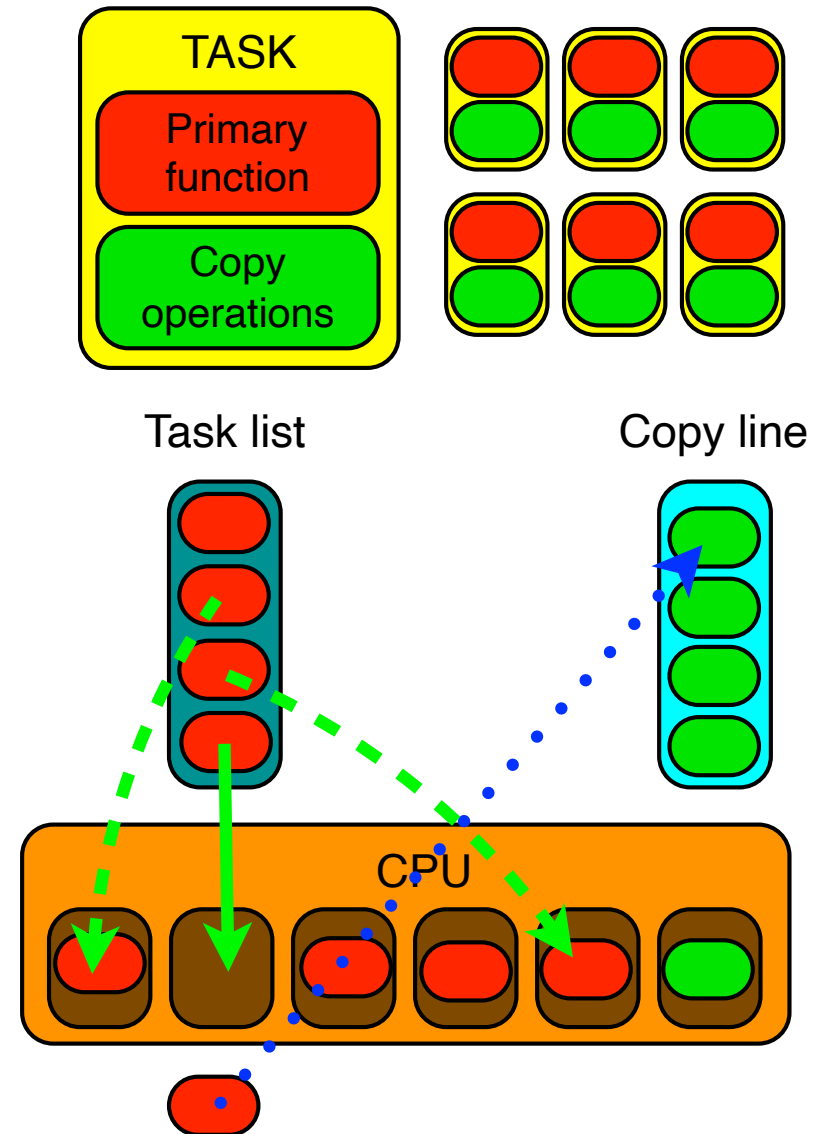 TASK
Primary
function
Copy
operations
Task list
Copy line
CPU